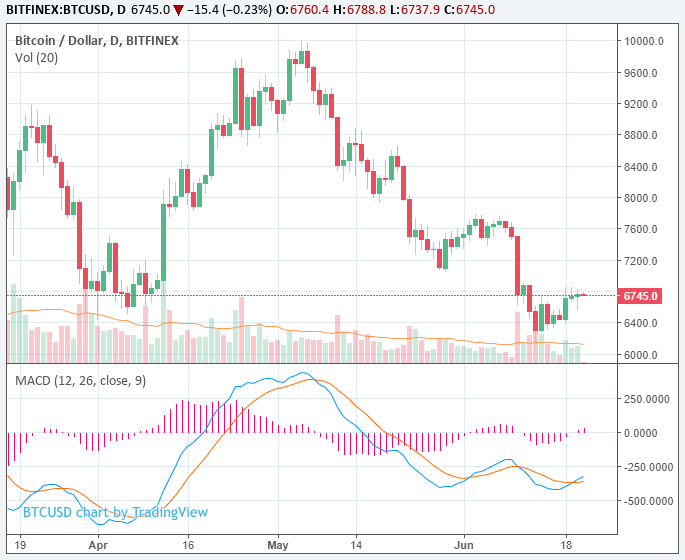 BITFINEX:BTCUSD, D 6745.0 ▼ −15.4 (−0.23%) O:6760.4 H:6788.8 L:6737.9 C:6745.0
Bitcoin / Dollar, D, BITFINEX
Vol (20)
10000.0
9600.0
9200.0
8800.0
8400.0
8000.0
7600.0
7200.0
6745.0
6400.0
6000.0
MACD (12, 26, close, 9)
250.0000
0.0000
-250.0000
-500.0000
BTCUSD chart by TradingView
19 Apr 16 May 14 Jun 18